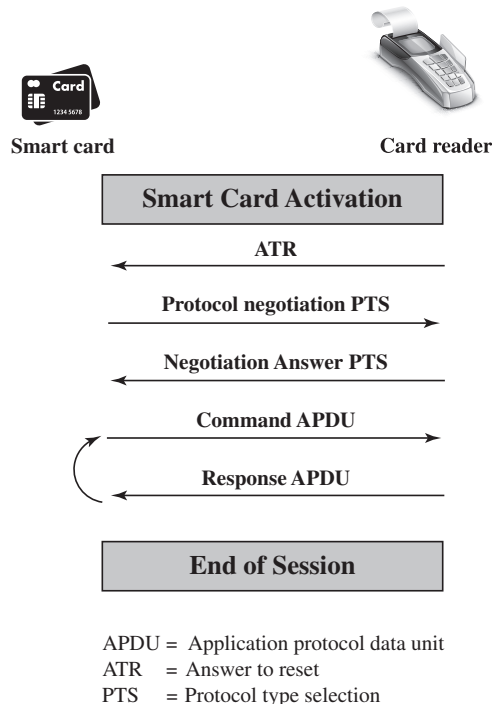 Card
1234 5678
Smart card
Card reader
Smart Card Activation
ATR
Protocol negotiation PTS
Negotiation Answer PTS
Command APDU
Response APDU
End of Session
APDU = Application protocol data unit
ATR = Answer to reset
PTS = Protocol type selection